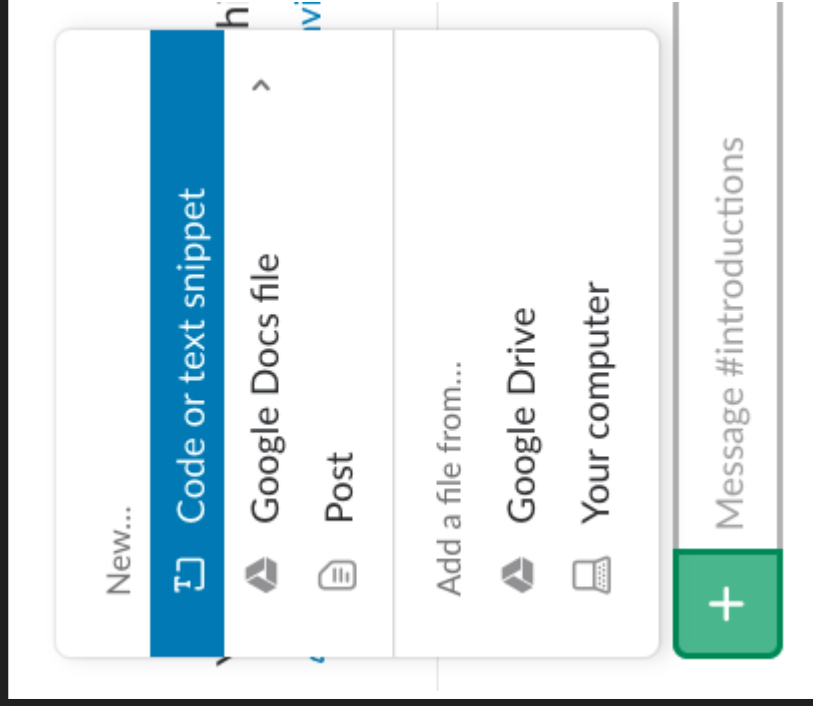 New...
Code or text snippet
Google Docs file
Post
Add a file from...
Google Drive
Your computer
Message #introductions